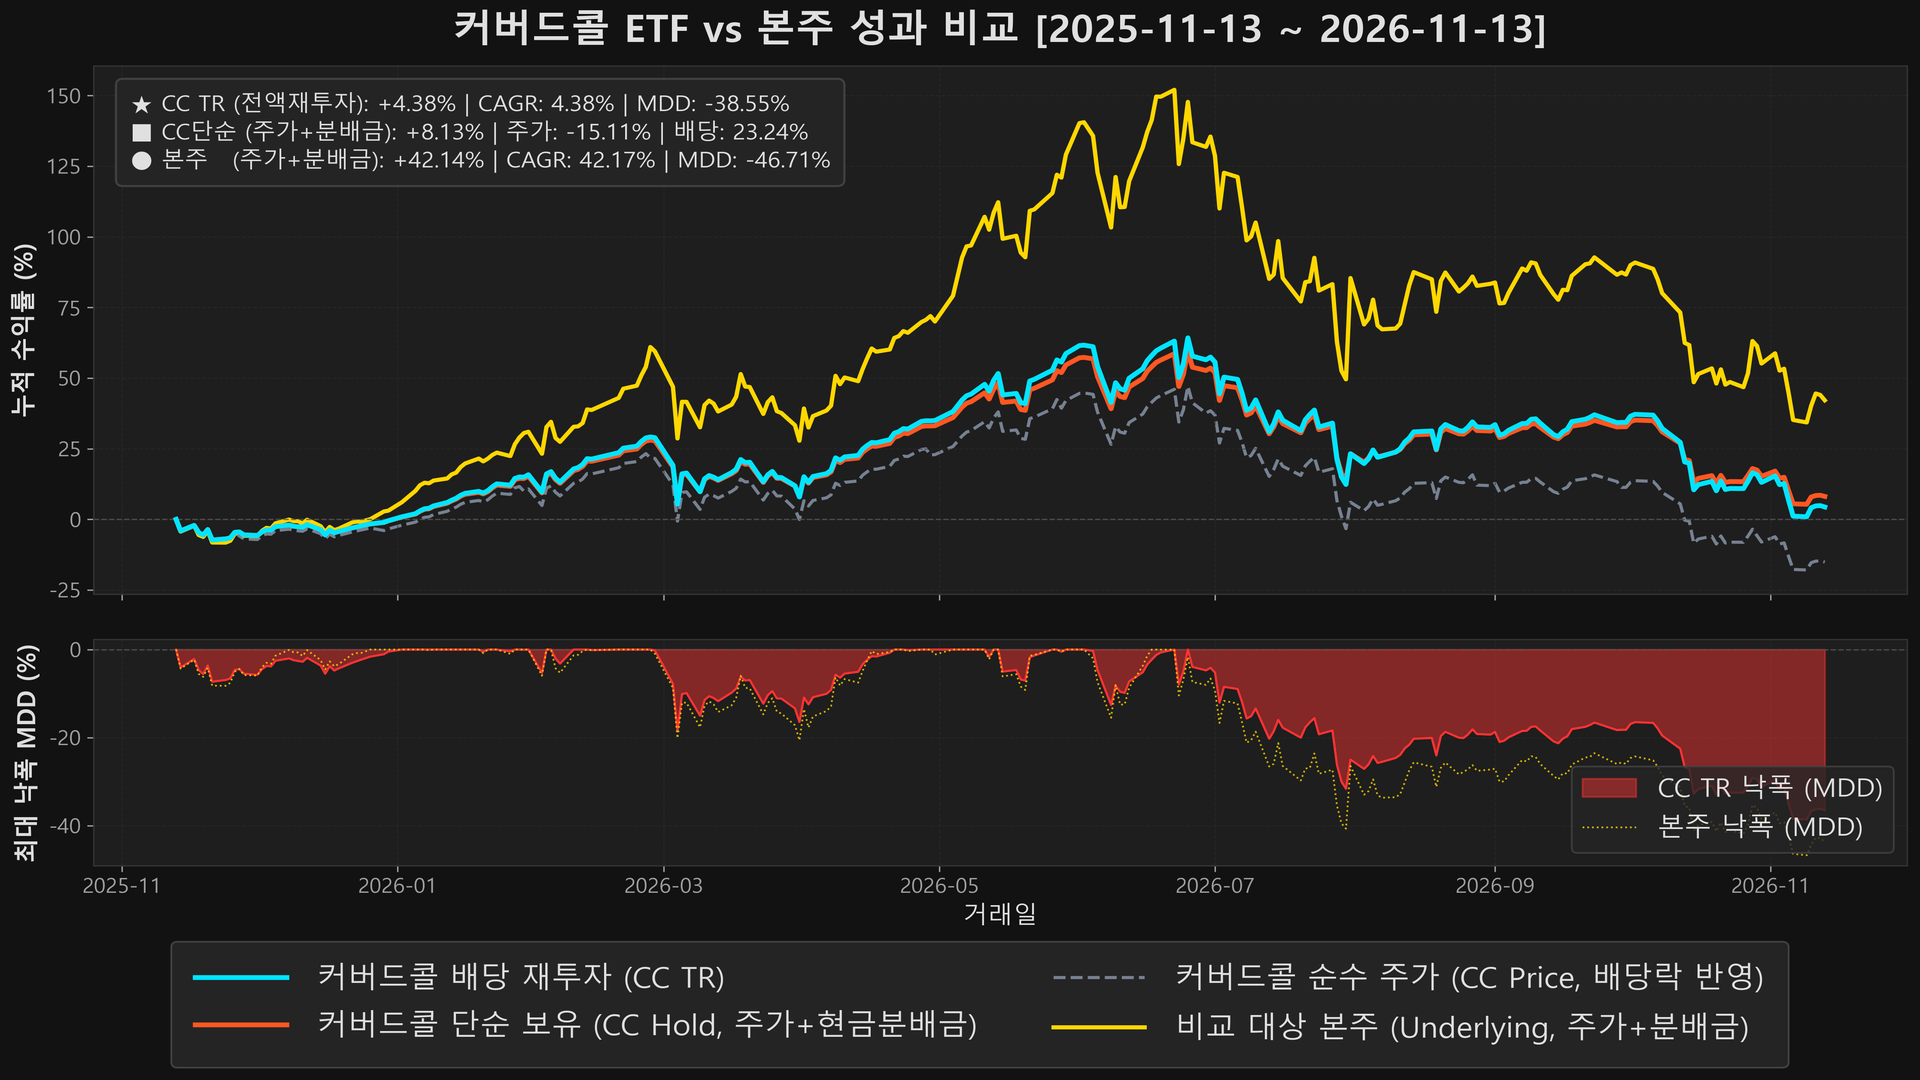 커버드콜 ETF vs 본주 성과 비교 [2025-11-13 ~ 2026-11-13]
★ CC TR (전액재투자): +4.38% | CAGR: 4.38% | MDD: -38.55%
■ CC단순 (주가+분배금): +8.13% | 주가: -15.11% | 배당: 23.24%
● 본주 (주가+분배금): +42.14% | CAGR: 42.17% | MDD: -46.71%
누적 수익률 (%)
150
125
100
75
50
25
0
-25
최대 낙폭 MDD (%)
0
-20
-40
CC TR 낙폭 (MDD)
본주 낙폭 (MDD)
2025-11 2026-01 2026-03 2026-05 2026-07 2026-09 2026-11
거래일
커버드콜 배당 재투자 (CC TR)
커버드콜 단순 보유 (CC Hold, 주가+현금분배금)
커버드콜 순수 주가 (CC Price, 배당락 반영)
비교 대상 본주 (Underlying, 주가+분배금)